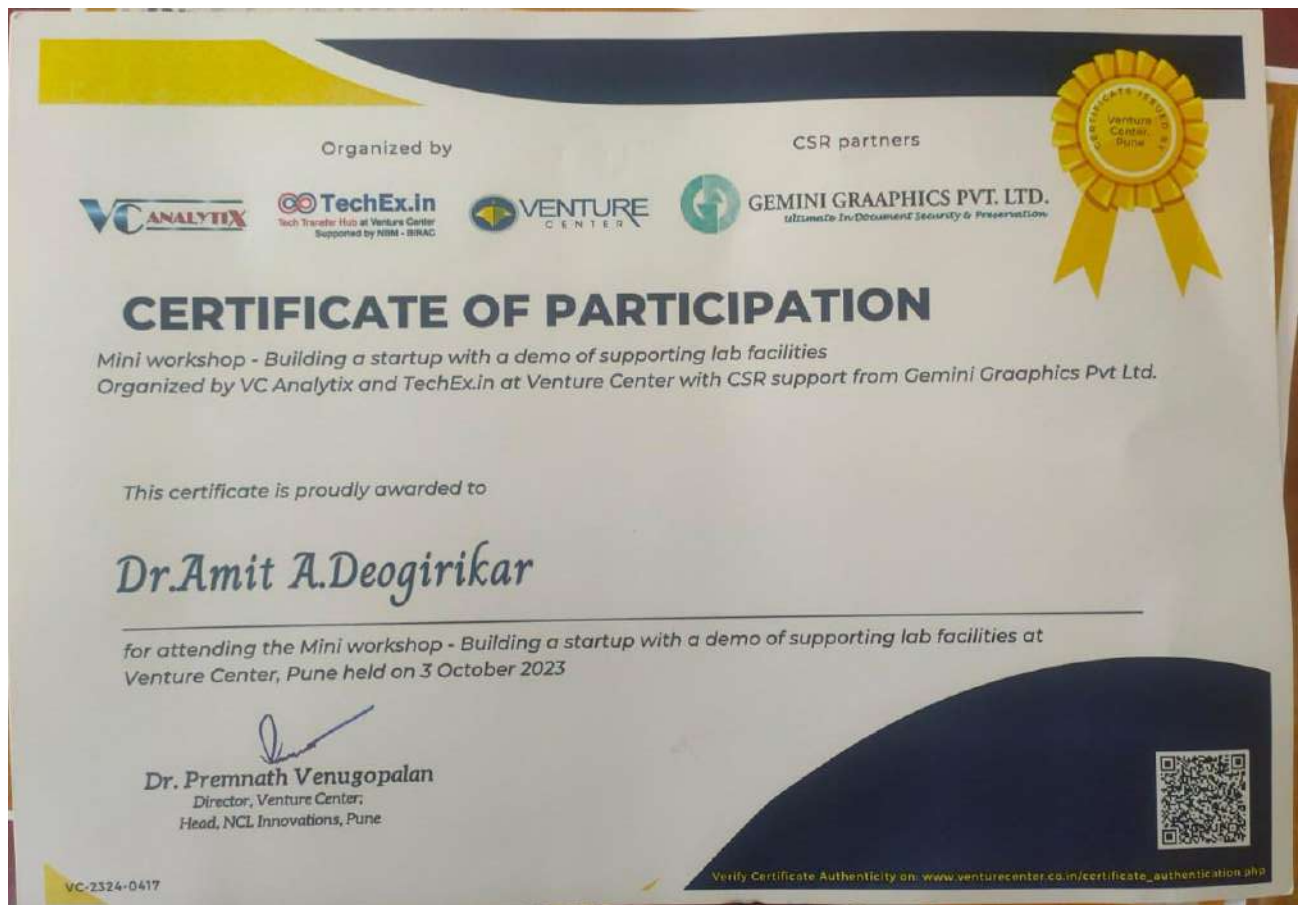 Organized by
CSR partners
VC ANALYTIX
TechEx.in
Tech Transfer Hub at Venture Center
Supported by NBM - BIRAC
VENTURE
CENTER
GEMINI GRAAPHICS PVT. LTD.
Ultimate In Document Security & Preservation
CERTIFICATE ISSUED BY
Venture
Center,
Pune
CERTIFICATE OF PARTICIPATION
Mini workshop - Building a startup with a demo of supporting lab facilities
Organized by VC Analytix and TechEx.in at Venture Center with CSR support from Gemini Graaphics Pvt Ltd.
This certificate is proudly awarded to
Dr.Amit A.Deogirikar
for attending the Mini workshop - Building a startup with a demo of supporting lab facilities at
Venture Center, Pune held on 3 October 2023
Dr. Premnath Venugopalan
Director, Venture Center;
Head, NCL Innovations, Pune
VC-2324-0417
Verify Certificate Authenticity on: www.venturecenter.co.in/certificate_authentication.php